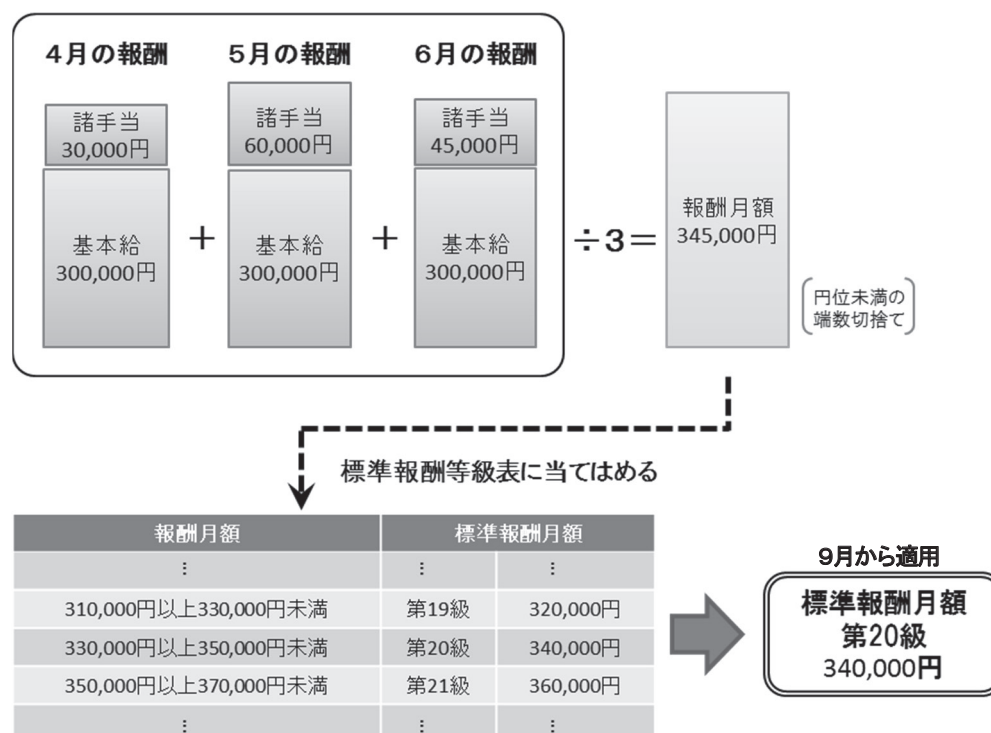 4月の報酬
5月の報酬
6月の報酬
諸手当
30,000円
諸手当
60,000円
諸手当
45,000円
基本給
300,000円
+
基本給
300,000円
+
基本給
300,000円
÷3=
報酬月額
345,000円
円位未満の
端数切捨て
標準報酬等級表に当てはめる
報酬月額 標準報酬月額
⋮ ⋮ ⋮
310,000円以上330,000円未満 第19級 320,000円
330,000円以上350,000円未満 第20級 340,000円
350,000円以上370,000円未満 第21級 360,000円
⋮ ⋮ ⋮
9月から適用
標準報酬月額
第20級
340,000円